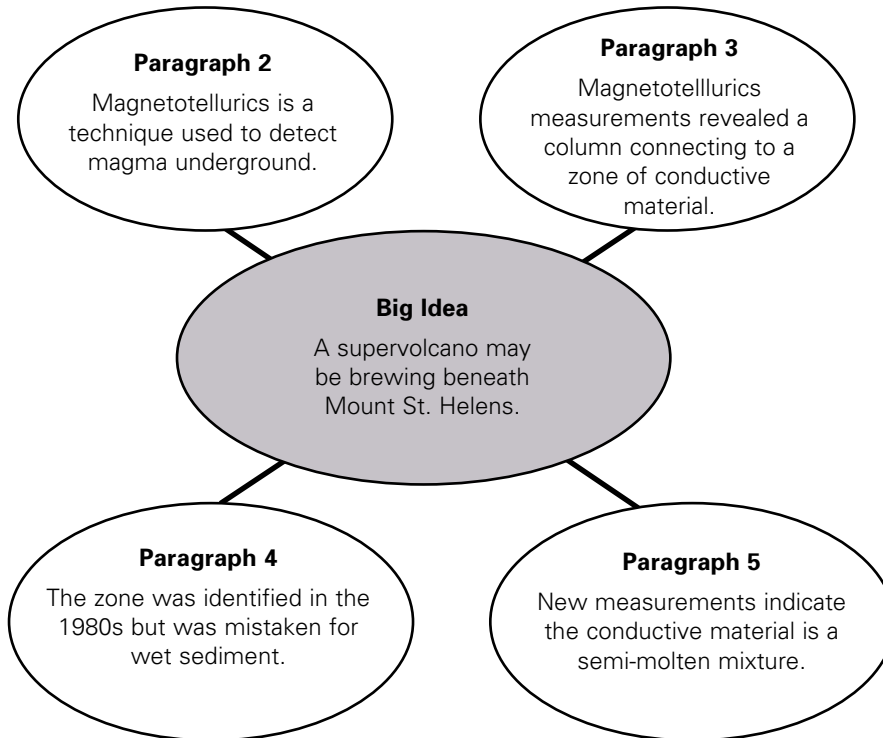 Paragraph 2
Magnetotellurics is a
technique used to detect
magma underground.
Paragraph 3
Magnetotelllurics
measurements revealed a
column connecting to a
zone of conductive
material.
Big Idea
A supervolcano may
be brewing beneath
Mount St. Helens.
Paragraph 4
The zone was identified in the
1980s but was mistaken for
wet sediment.
Paragraph 5
New measurements indicate
the conductive material is a
semi-molten mixture.